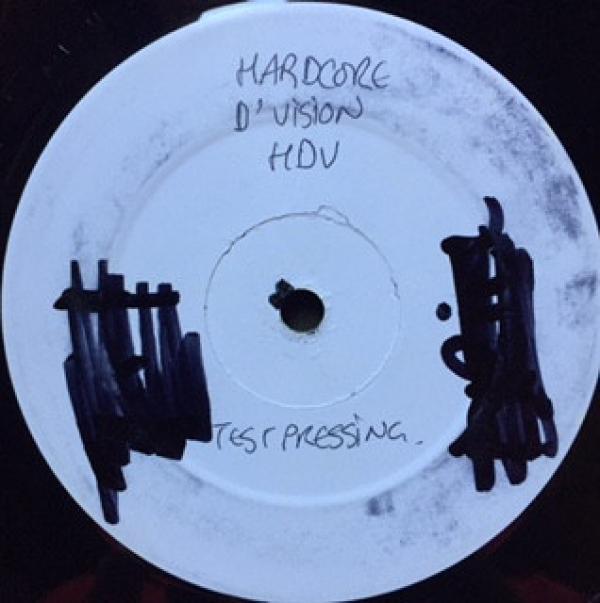 HARDCORE
D'VISION
HDV
TEST PRESSING.